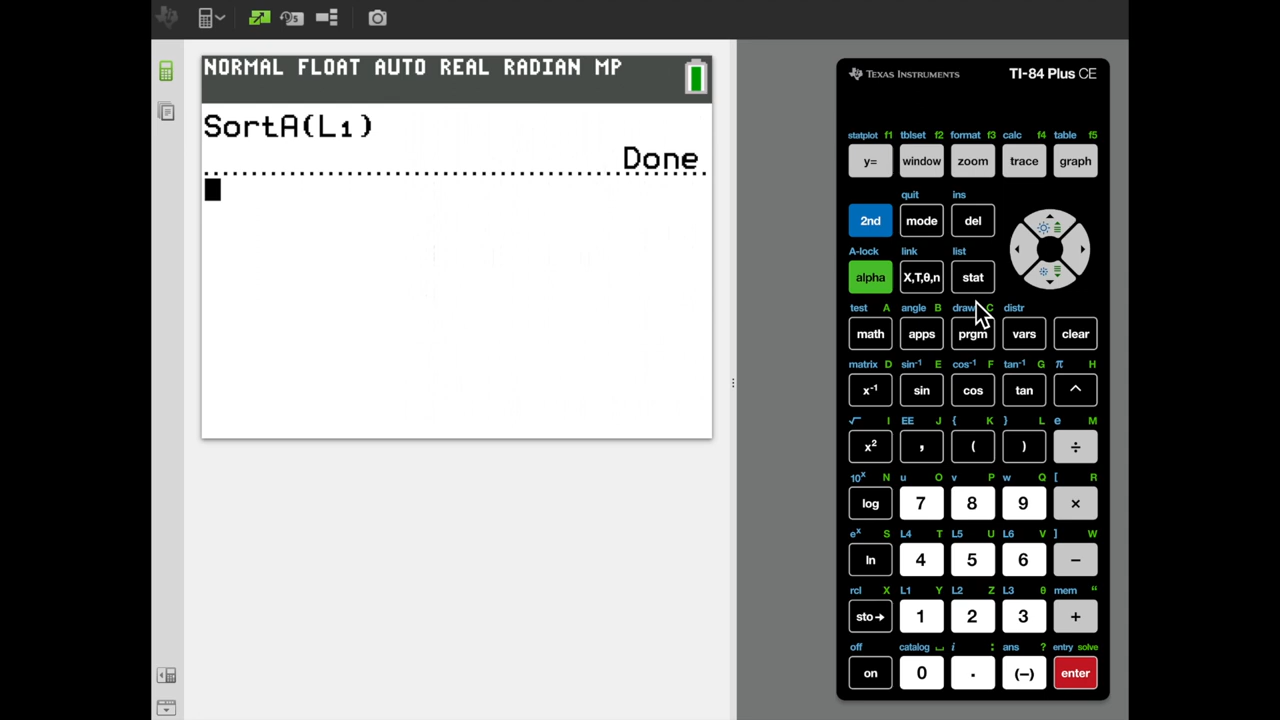 NORMAL FLOAT AUTO REAL RADIAN MP
SortA(L₁)
Done
TEXAS INSTRUMENTS TI-84 Plus CE
statplot f1 tblset f2 format f3 calc f4 table f5
y= window zoom trace graph
quit ins
2nd mode del
A-lock link list
alpha X,T,θ,n stat
test A angle B draw C distr
math apps prgm vars clear
matrix D sin⁻¹ E cos⁻¹ F tan⁻¹ G π H
x⁻¹ sin cos tan ^
√ I EE J { K } L e M
x² , ( ) ÷
10ˣ N u O v P w Q [ R
log 7 8 9 ×
eˣ S L4 T L5 U L6 V ] W
ln 4 5 6 −
rcl X L1 Y L2 Z L3 θ mem “
sto→ 1 2 3 +
off catalog ⎵ i : ans ? entry solve
on 0 . (−) enter